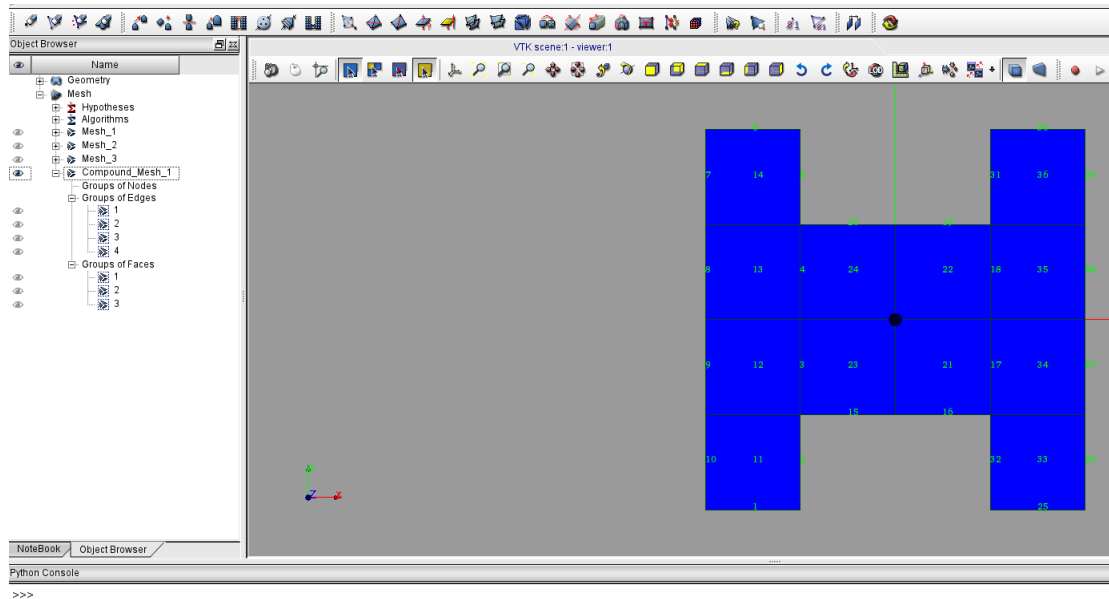 Object Browser
VTK scene:1 - viewer:1
Name
Geometry
Mesh
Hypotheses
Algorithms
Mesh_1
Mesh_2
Mesh_3
Compound_Mesh_1
Groups of Nodes
Groups of Edges
1
2
3
4
Groups of Faces
1
2
3
7 14 31 36
8 13 4 24 22 18 35
9 12 3 23 21 17 34
15 16
10 11 32 33
1 25
Z X
NoteBook Object Browser
Python Console
>>>